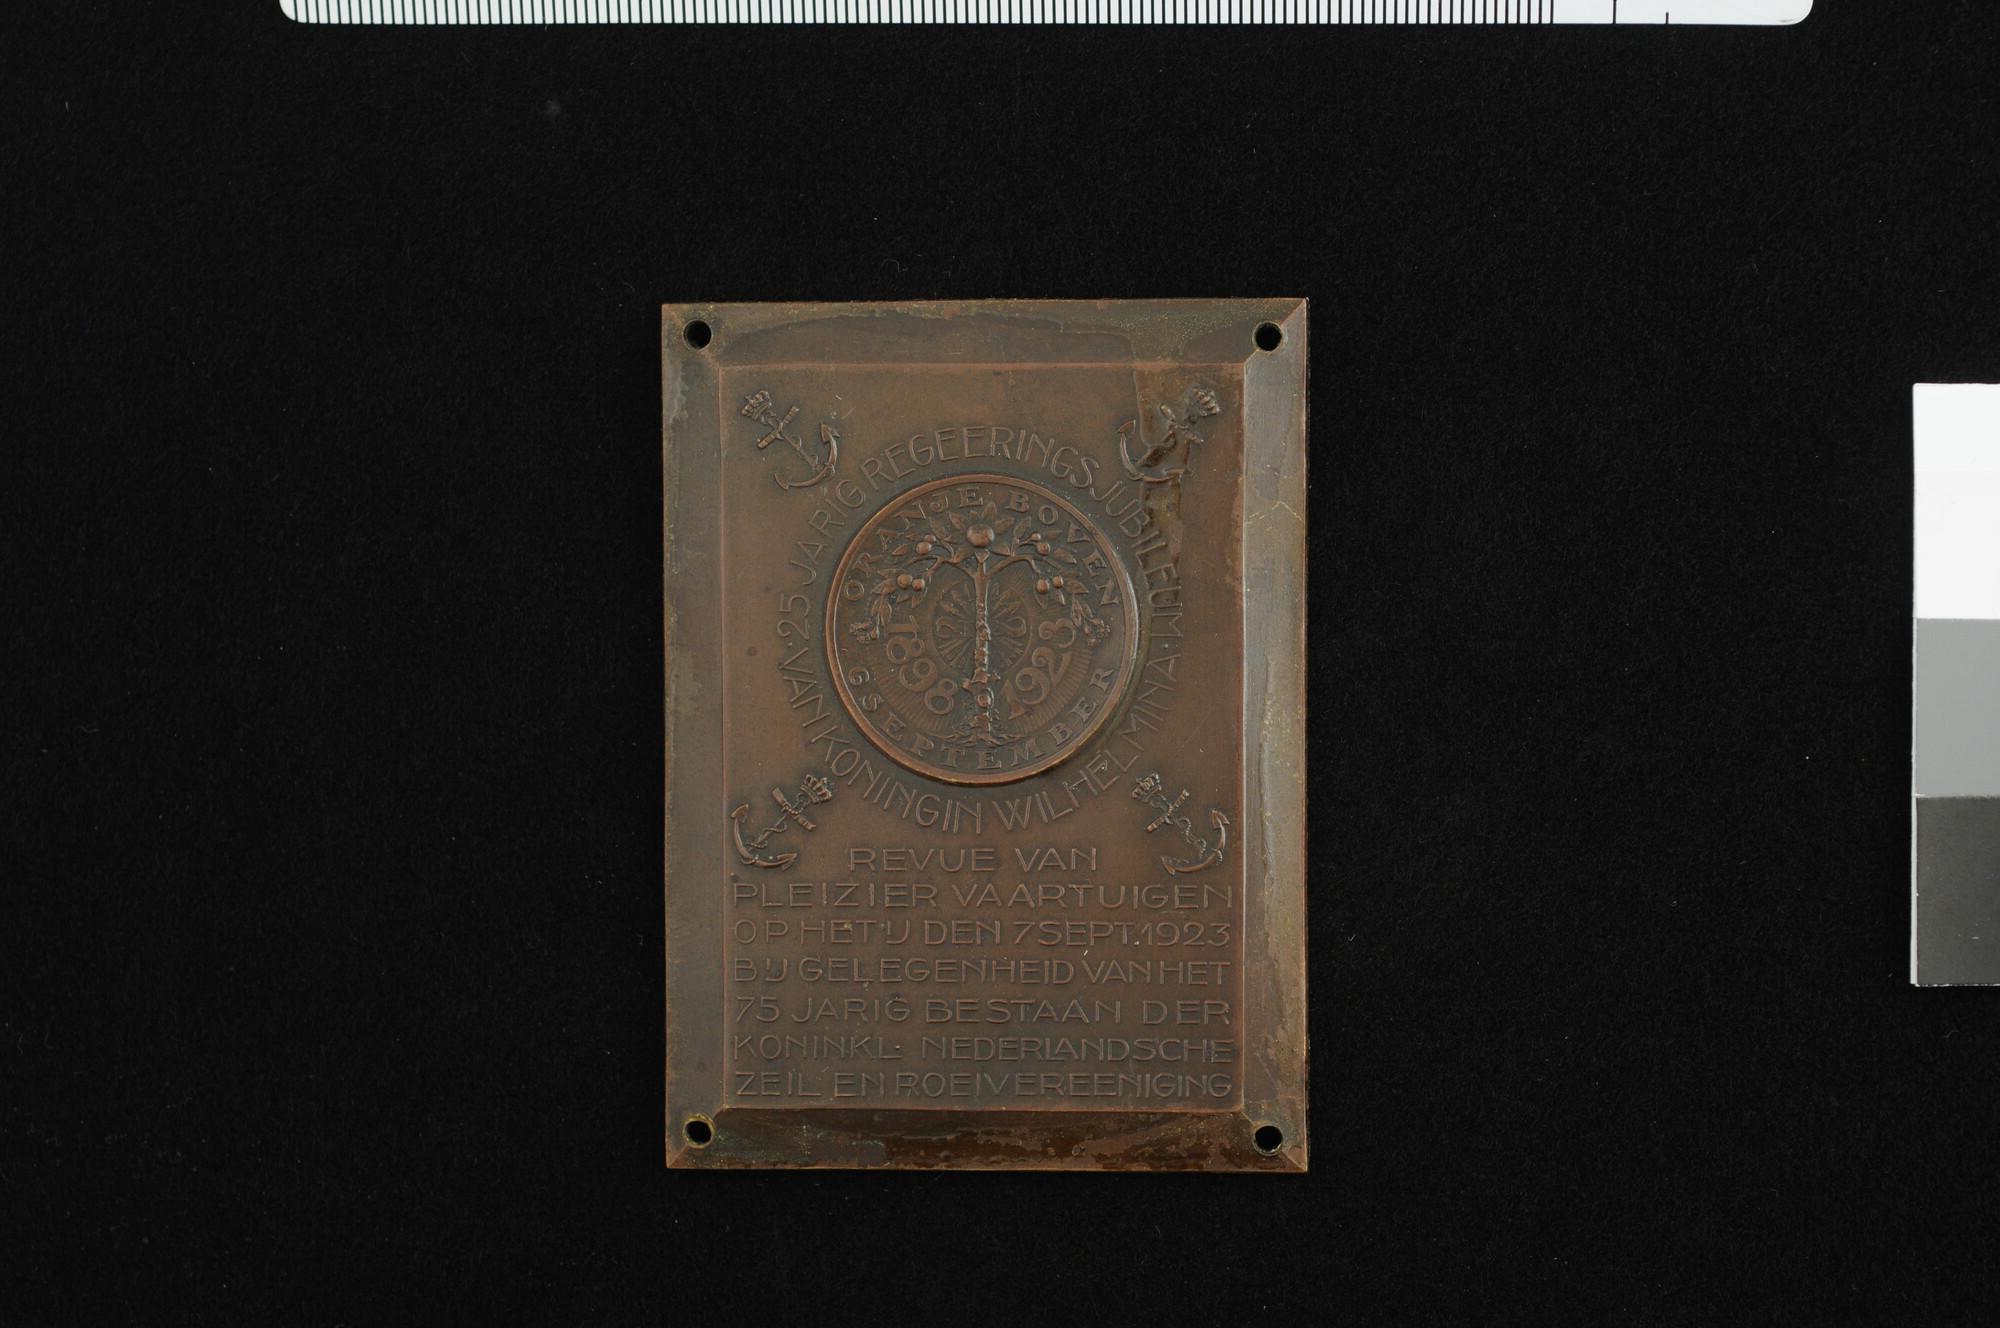 25 JARIG REGEERINGSJUBILEUM
VAN KONINGIN WILHELMINA
ORANJE BOVEN
1898 1923
6 SEPTEMBER
REVUE VAN
PLEIZIER VAARTUIGEN
OP HET IJ DEN 7 SEPT. 1923
BIJ GELEGENHEID VAN HET
75 JARIG BESTAAN DER
KONINKL. NEDERLANDSCHE
ZEIL EN ROEIVEREENIGING